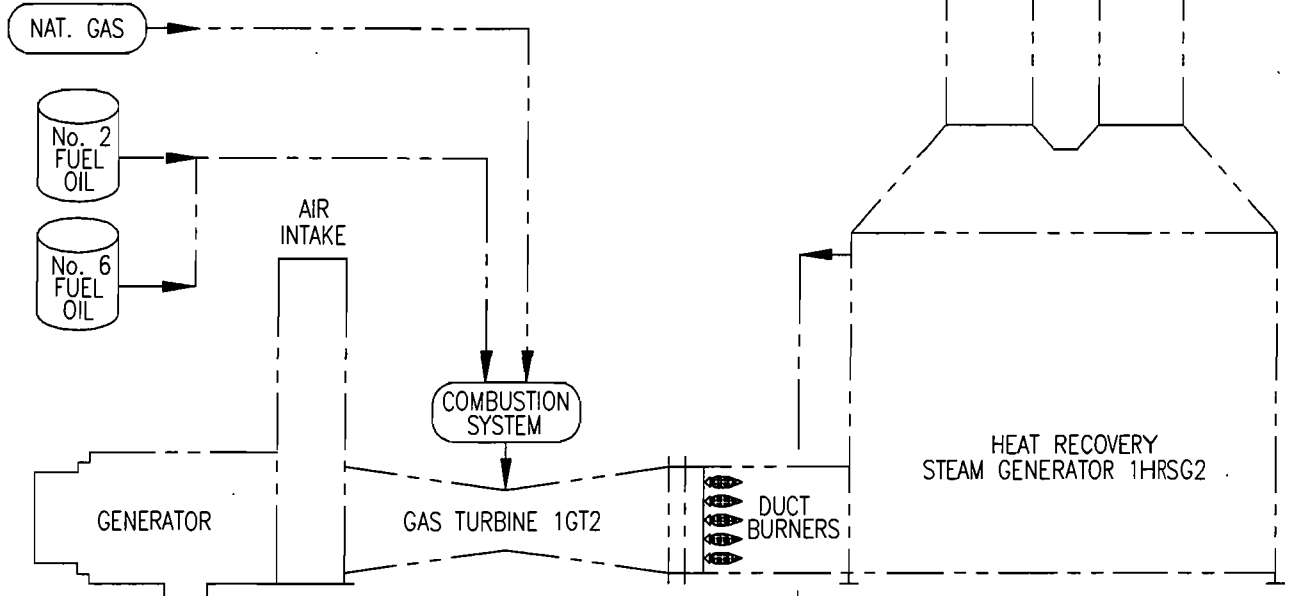 NAT. GAS
No. 2
FUEL
OIL
No. 6
FUEL
OIL
AIR
INTAKE
COMBUSTION
SYSTEM
GENERATOR
GAS TURBINE 1GT2
DUCT
BURNERS
HEAT RECOVERY
STEAM GENERATOR 1HRSG2